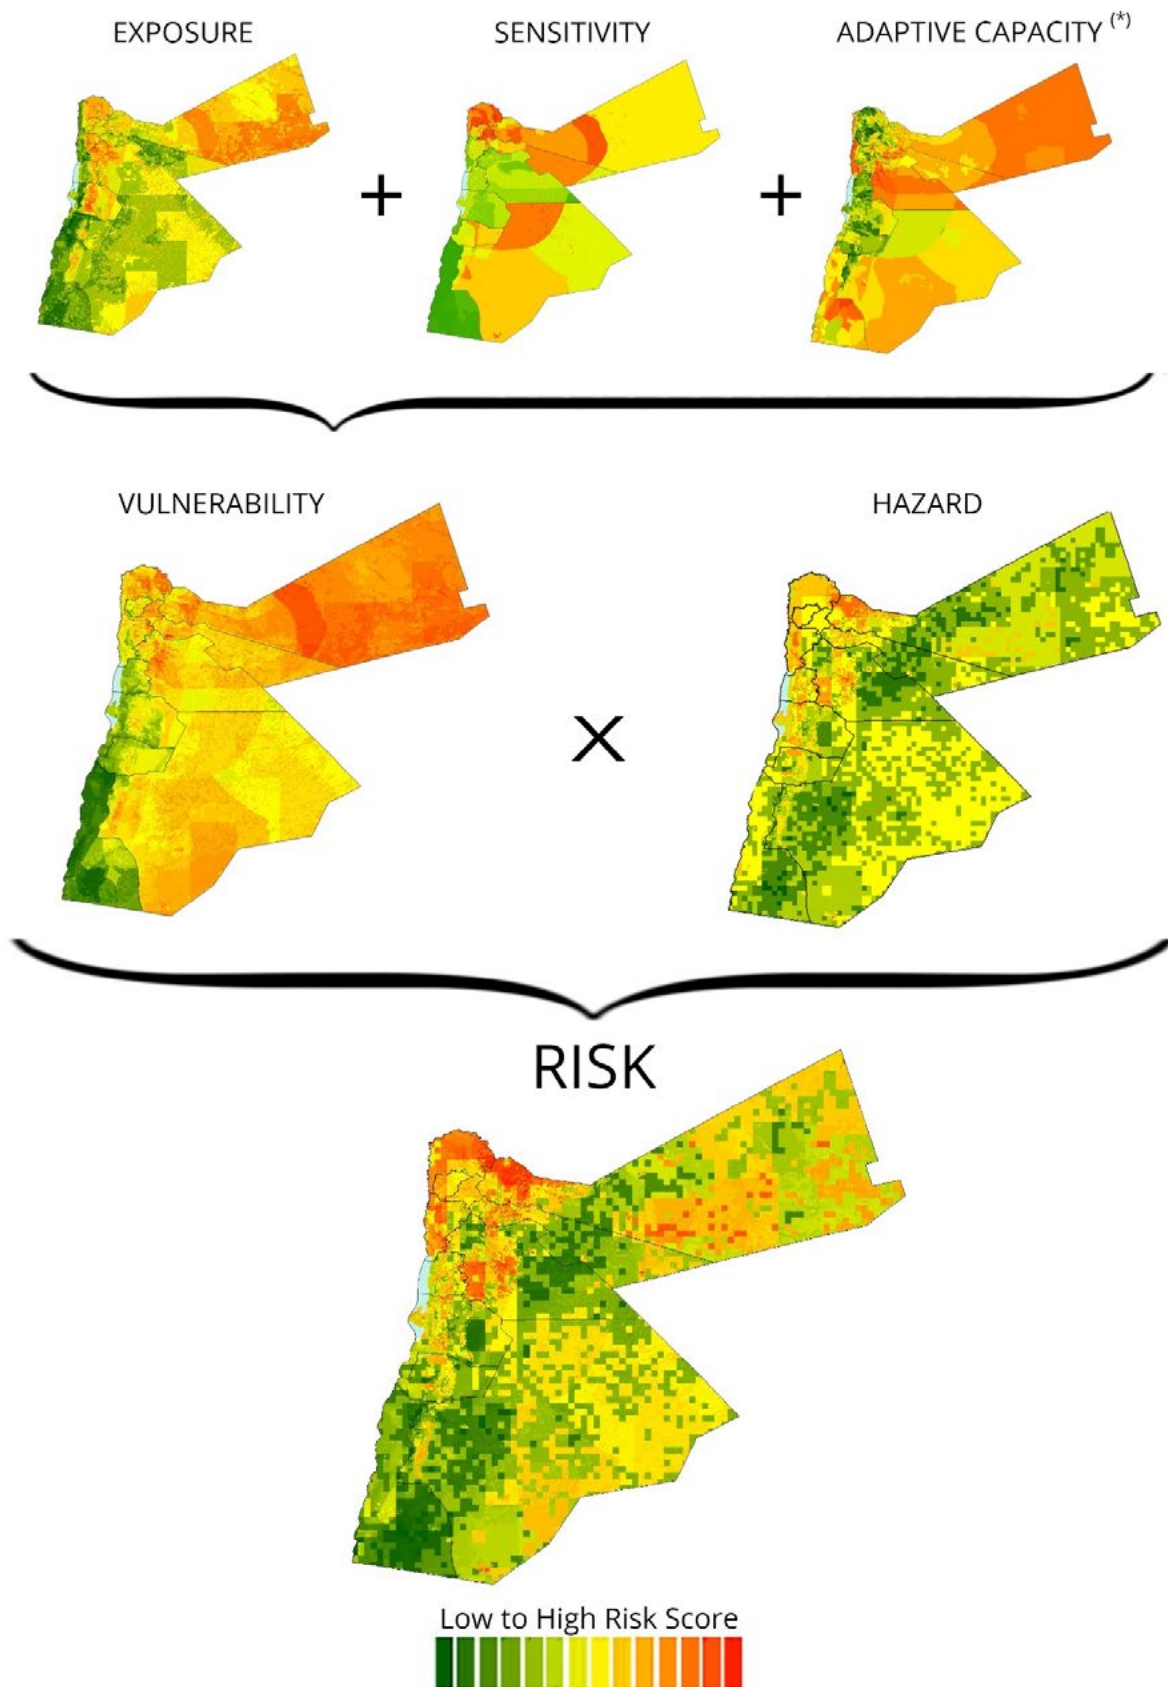 EXPOSURE
SENSITIVITY
ADAPTIVE CAPACITY (*)
+
+
VULNERABILITY
HAZARD
X
RISK
Low to High Risk Score